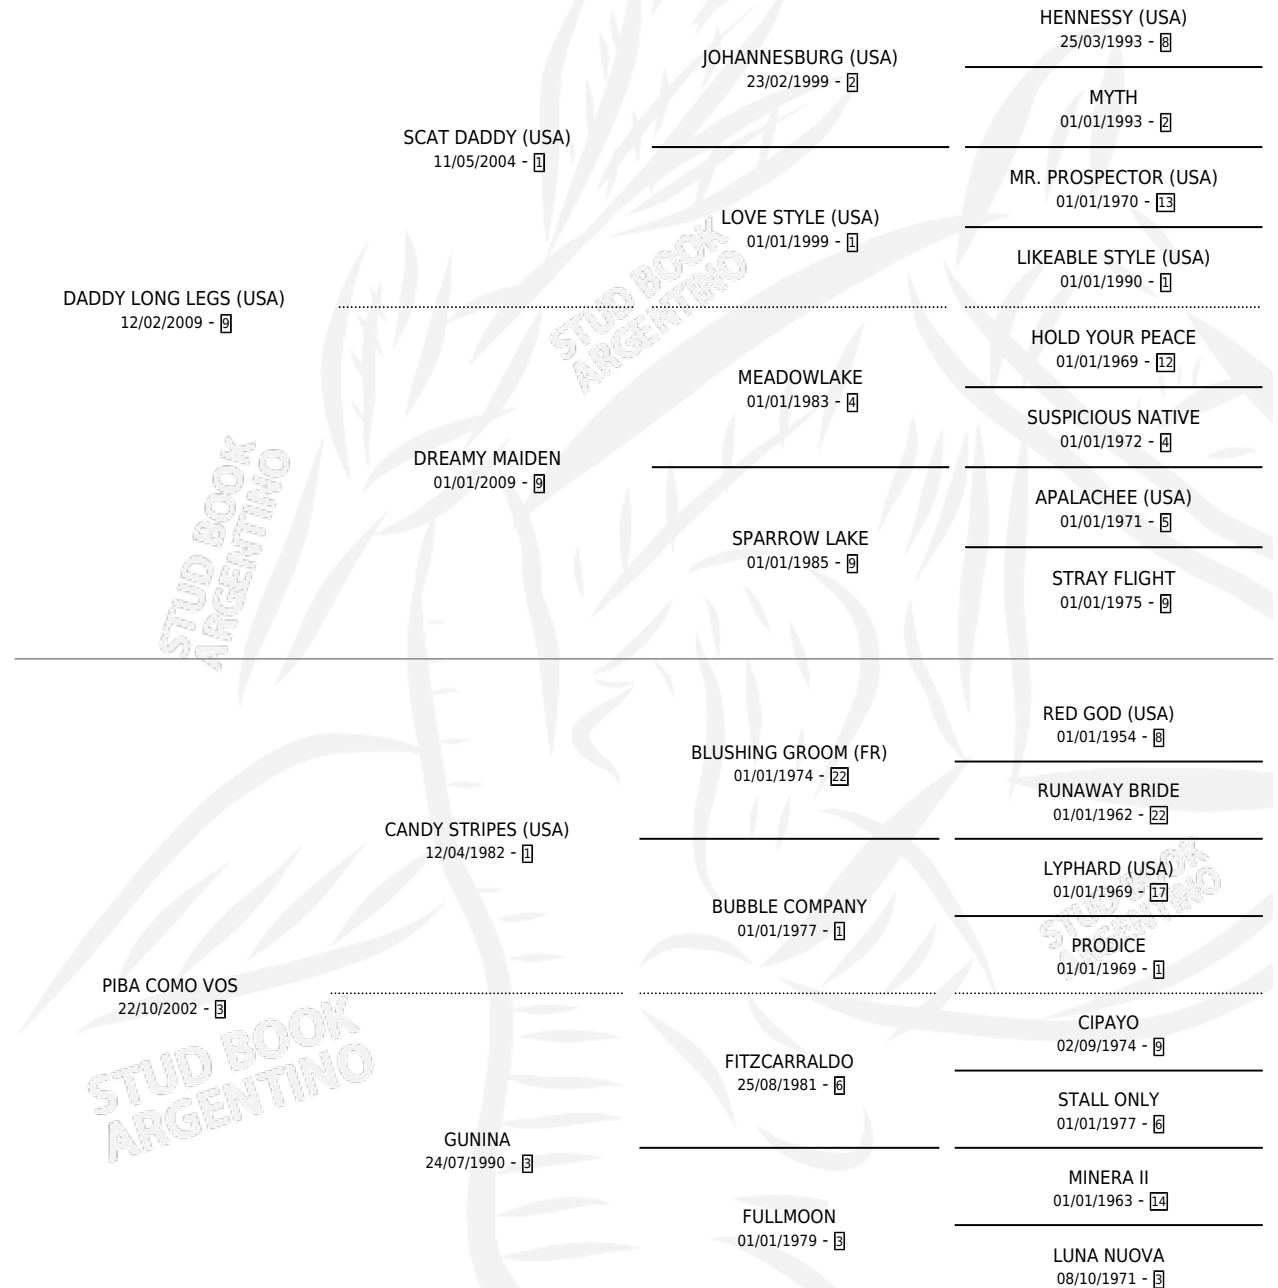 HENNESSY (USA)
25/03/1993 - 8
JOHANNESBURG (USA)
23/02/1999 - 2
MYTH
01/01/1993 - 2
SCAT DADDY (USA)
11/05/2004 - 1
MR. PROSPECTOR (USA)
01/01/1970 - 13
LOVE STYLE (USA)
01/01/1999 - 1
LIKEABLE STYLE (USA)
01/01/1990 - 1
DADDY LONG LEGS (USA)
12/02/2009 - 9
STUD BOOK
ARGENTINO
HOLD YOUR PEACE
01/01/1969 - 12
MEADOWLAKE
01/01/1983 - 4
SUSPICIOUS NATIVE
01/01/1972 - 4
DREAMY MAIDEN
01/01/2009 - 9
APALACHEE (USA)
01/01/1971 - 5
SPARROW LAKE
01/01/1985 - 9
STRAY FLIGHT
01/01/1975 - 9
STUD BOOK
ARGENTINO
RED GOD (USA)
01/01/1954 - 8
BLUSHING GROOM (FR)
01/01/1974 - 22
RUNAWAY BRIDE
01/01/1962 - 22
CANDY STRIPES (USA)
12/04/1982 - 1
LYPHARD (USA)
01/01/1969 - 17
BUBBLE COMPANY
01/01/1977 - 1
STUD BOOK
ARGENTINO
PRODICE
01/01/1969 - 1
PIBA COMO VOS
22/10/2002 - 3
CIPAYO
02/09/1974 - 9
STUD BOOK
ARGENTINO
FITZCARRALDO
25/08/1981 - 6
STALL ONLY
01/01/1977 - 6
GUNINA
24/07/1990 - 3
MINERA II
01/01/1963 - 14
FULLMOON
01/01/1979 - 3
LUNA NUOVA
08/10/1971 - 3